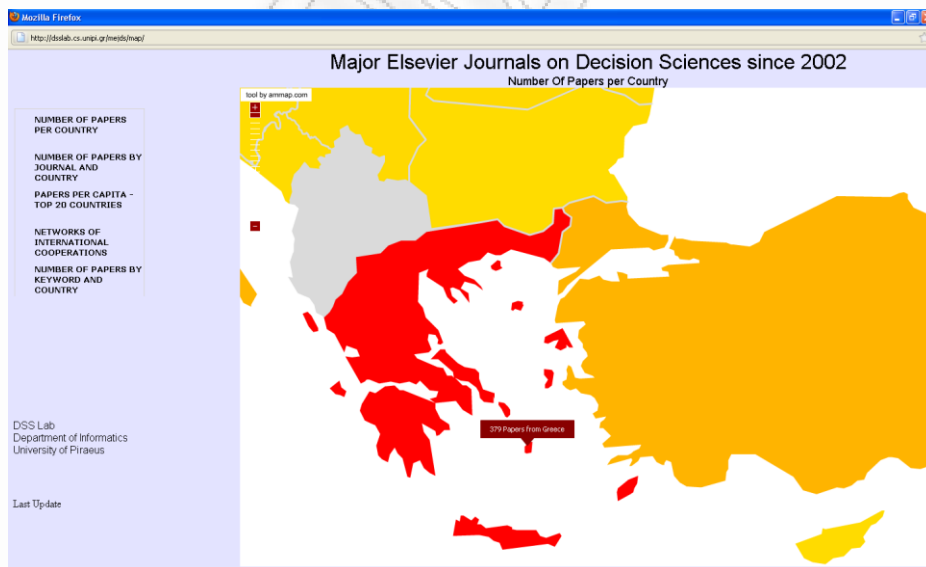 Mozilla Firefox
http://dsslab.cs.unipi.gr/mejds/map/
Major Elsevier Journals on Decision Sciences since 2002
Number Of Papers per Country
tool by ammap.com
NUMBER OF PAPERS
PER COUNTRY
NUMBER OF PAPERS BY
JOURNAL AND
COUNTRY
PAPERS PER CAPITA -
TOP 20 COUNTRIES
NETWORKS OF
INTERNATIONAL
COOPERATIONS
NUMBER OF PAPERS BY
KEYWORD AND
COUNTRY
379 Papers from Greece
DSS Lab
Department of Informatics
University of Piraeus
Last Update